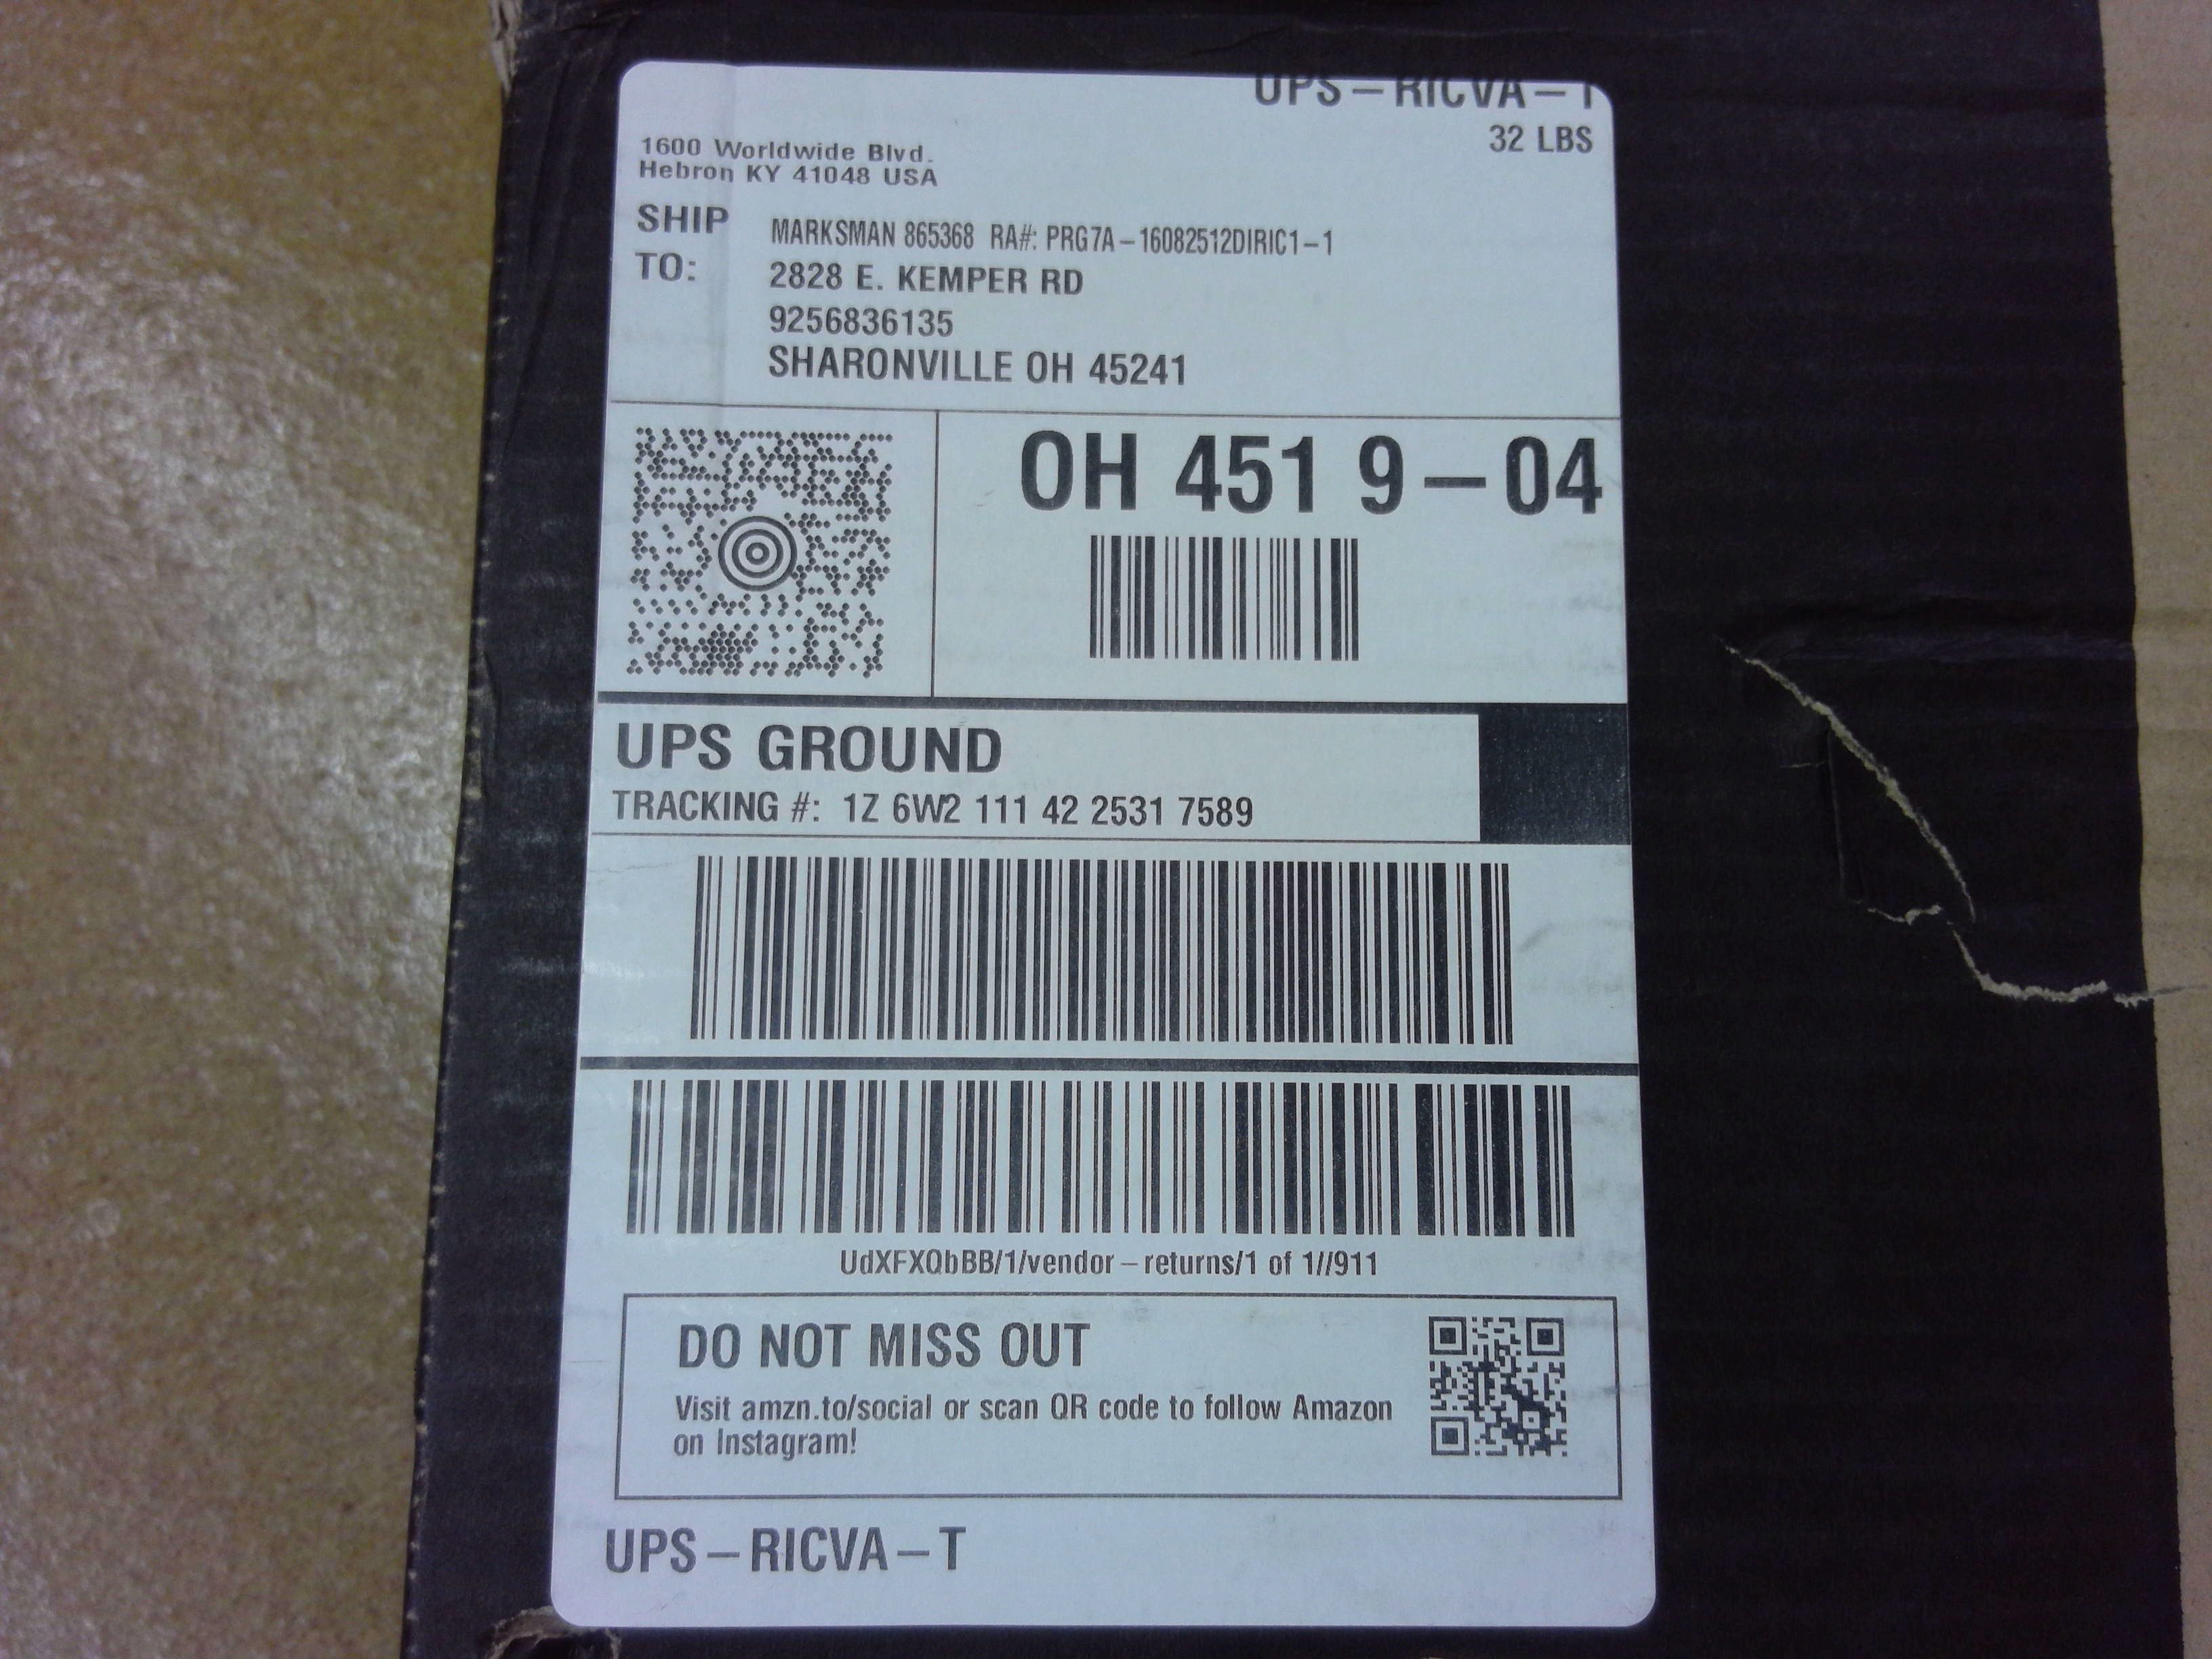 UPS – RICVA – T
32 LBS
1600 Worldwide Blvd.
Hebron KY 41048 USA
SHIP TO:
MARKSMAN 865368 RA#: PRG7A – 16082512DIRIC1 – 1
2828 E. KEMPER RD
9256836135
SHARONVILLE OH 45241
OH 451 9 – 04
UPS GROUND
TRACKING #: 1Z 6W2 111 42 2531 7589
UdXFXQbBB/1/vendor – returns/1 of 1//911
DO NOT MISS OUT
Visit amzn.to/social or scan QR code to follow Amazon
on Instagram!
UPS – RICVA – T